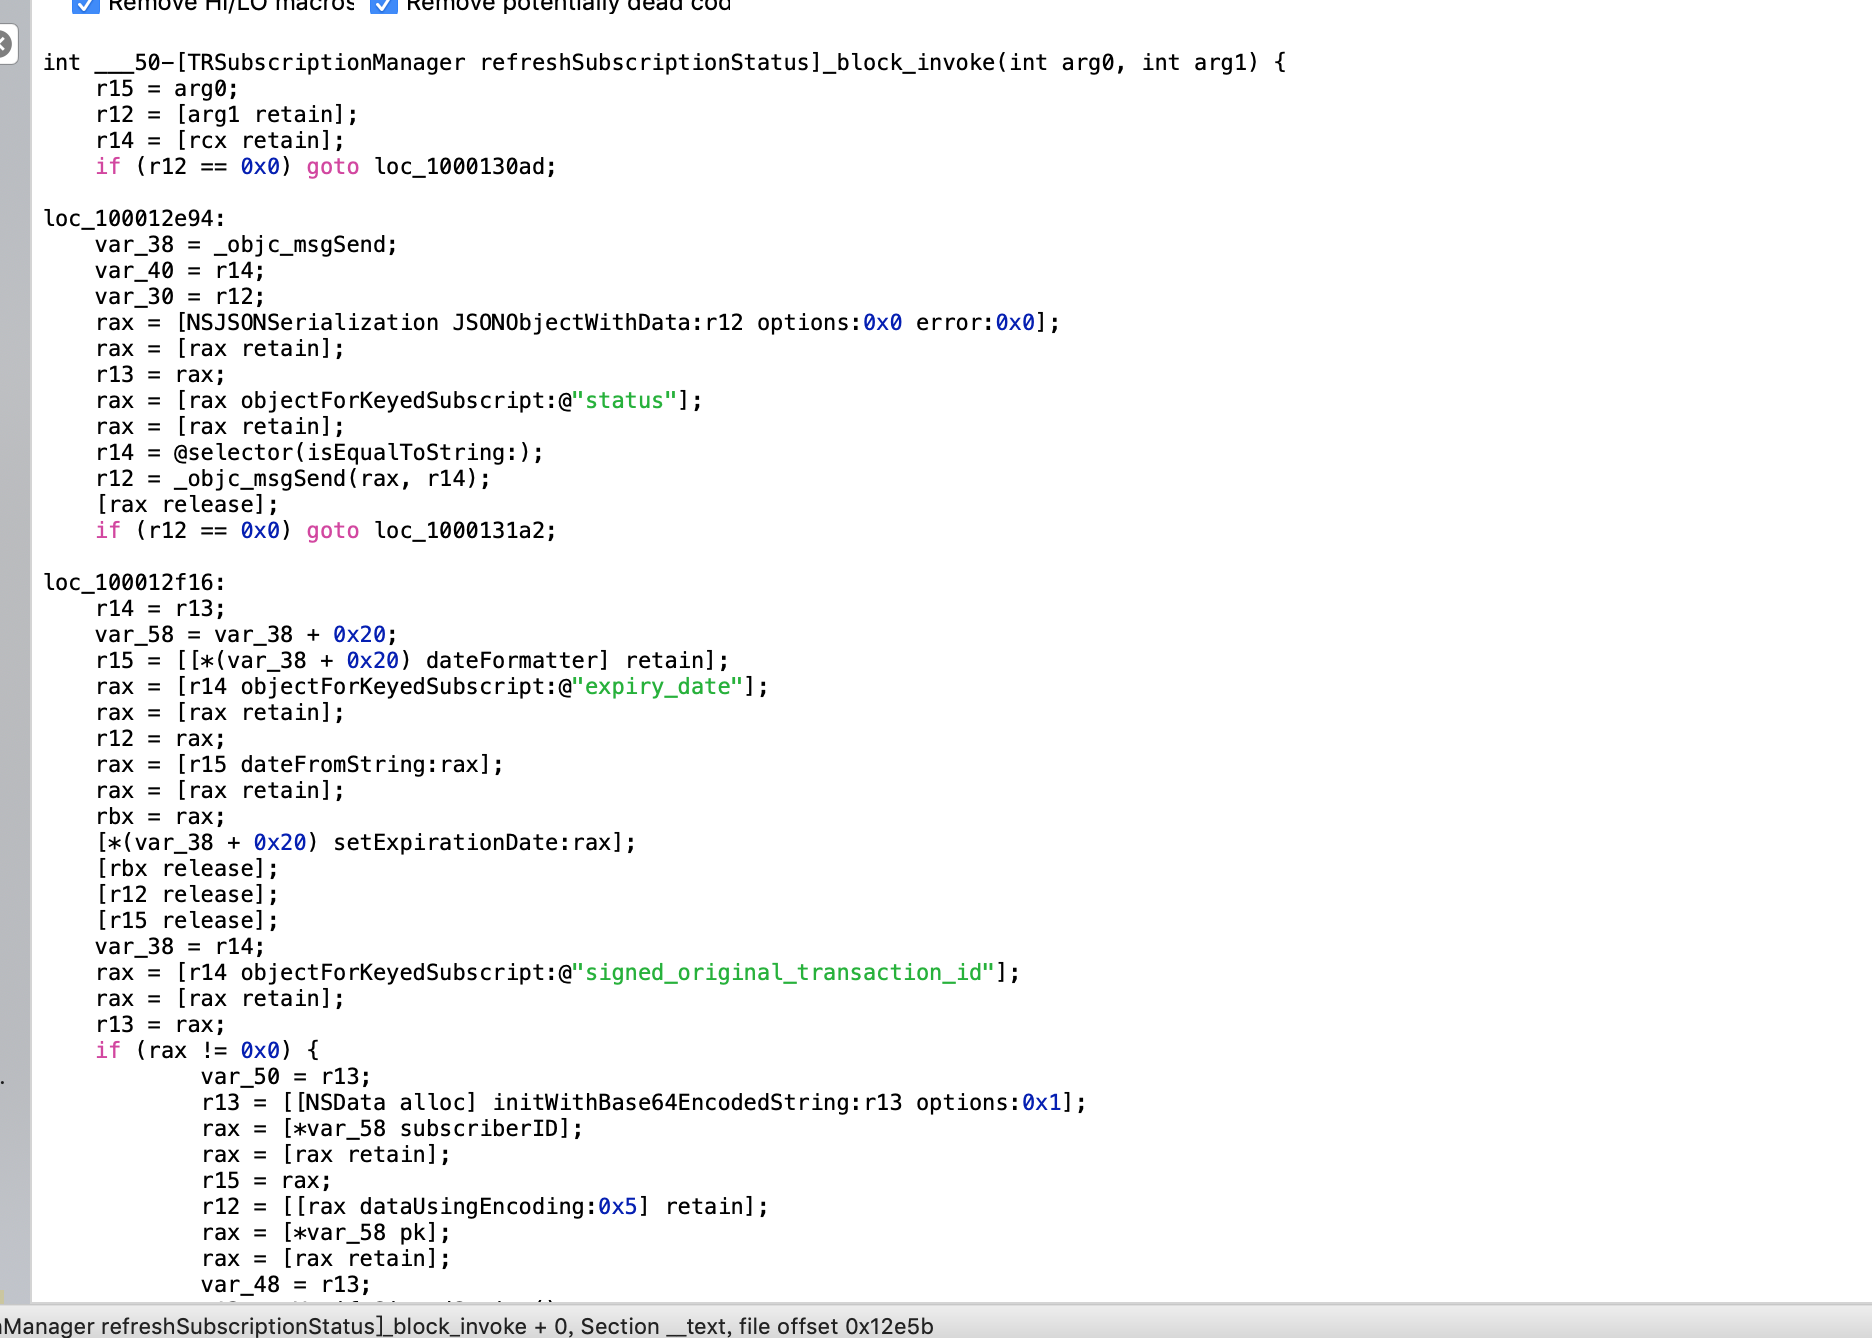 Remove HI/LO macros Remove potentially dead cod
int ___50-[TRSubscriptionManager refreshSubscriptionStatus]_block_invoke(int arg0, int arg1) {
r15 = arg0;
r12 = [arg1 retain];
r14 = [rcx retain];
if (r12 == 0x0) goto loc_1000130ad;
loc_100012e94:
var_38 = _objc_msgSend;
var_40 = r14;
var_30 = r12;
rax = [NSJSONSerialization JSONObjectWithData:r12 options:0x0 error:0x0];
rax = [rax retain];
r13 = rax;
rax = [rax objectForKeyedSubscript:@"status"];
rax = [rax retain];
r14 = @selector(isEqualToString:);
r12 = _objc_msgSend(rax, r14);
[rax release];
if (r12 == 0x0) goto loc_1000131a2;
loc_100012f16:
r14 = r13;
var_58 = var_38 + 0x20;
r15 = [[*(var_38 + 0x20) dateFormatter] retain];
rax = [r14 objectForKeyedSubscript:@"expiry_date"];
rax = [rax retain];
r12 = rax;
rax = [r15 dateFromString:rax];
rax = [rax retain];
rbx = rax;
[*(var_38 + 0x20) setExpirationDate:rax];
[rbx release];
[r12 release];
[r15 release];
var_38 = r14;
rax = [r14 objectForKeyedSubscript:@"signed_original_transaction_id"];
rax = [rax retain];
r13 = rax;
if (rax != 0x0) {
var_50 = r13;
r13 = [[NSData alloc] initWithBase64EncodedString:r13 options:0x1];
rax = [*var_58 subscriberID];
rax = [rax retain];
r15 = rax;
r12 = [[rax dataUsingEncoding:0x5] retain];
rax = [*var_58 pk];
rax = [rax retain];
var_48 = r13;
Manager refreshSubscriptionStatus]_block_invoke + 0, Section __text, file offset 0x12e5b